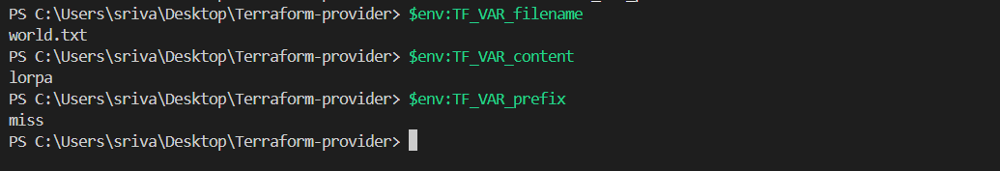 PS C:\Users\sriva\Desktop\Terraform-provider> $env:TF_VAR_filename
world.txt
PS C:\Users\sriva\Desktop\Terraform-provider> $env:TF_VAR_content
lorpa
PS C:\Users\sriva\Desktop\Terraform-provider> $env:TF_VAR_prefix
miss
PS C:\Users\sriva\Desktop\Terraform-provider>